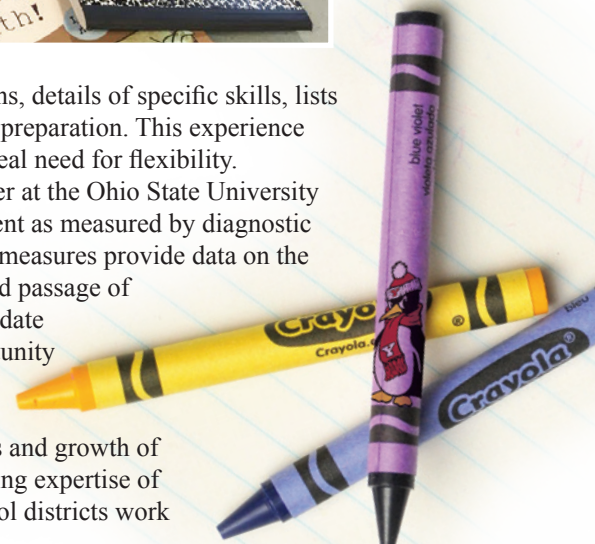 th!
ns, details of specific skills, lists
preparation. This experience
eal need for flexibility.
er at the Ohio State University
ent as measured by diagnostic
measures provide data on the
d passage of
date
unity
s and growth of
ng expertise of
ol districts work
blue violet
violeta azulado
Crayo
Crayola.c
®
Y
bleu
Crayola®